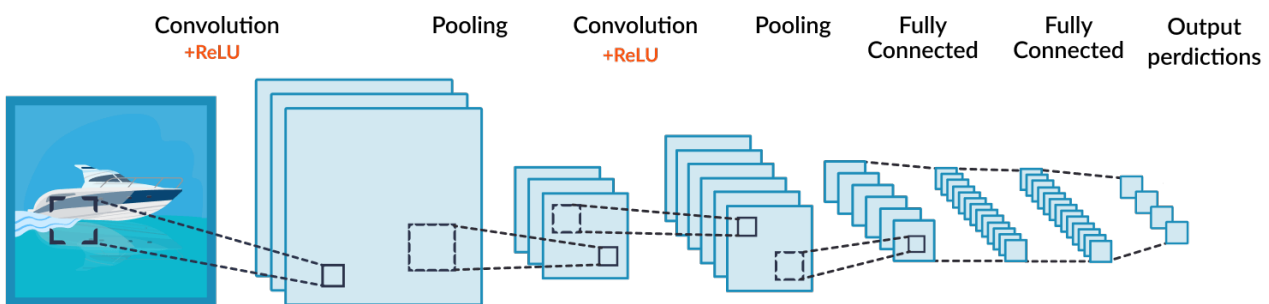 Convolution
+ReLU
Pooling
Convolution
+ReLU
Pooling
Fully
Connected
Fully
Connected
Output
perdictions